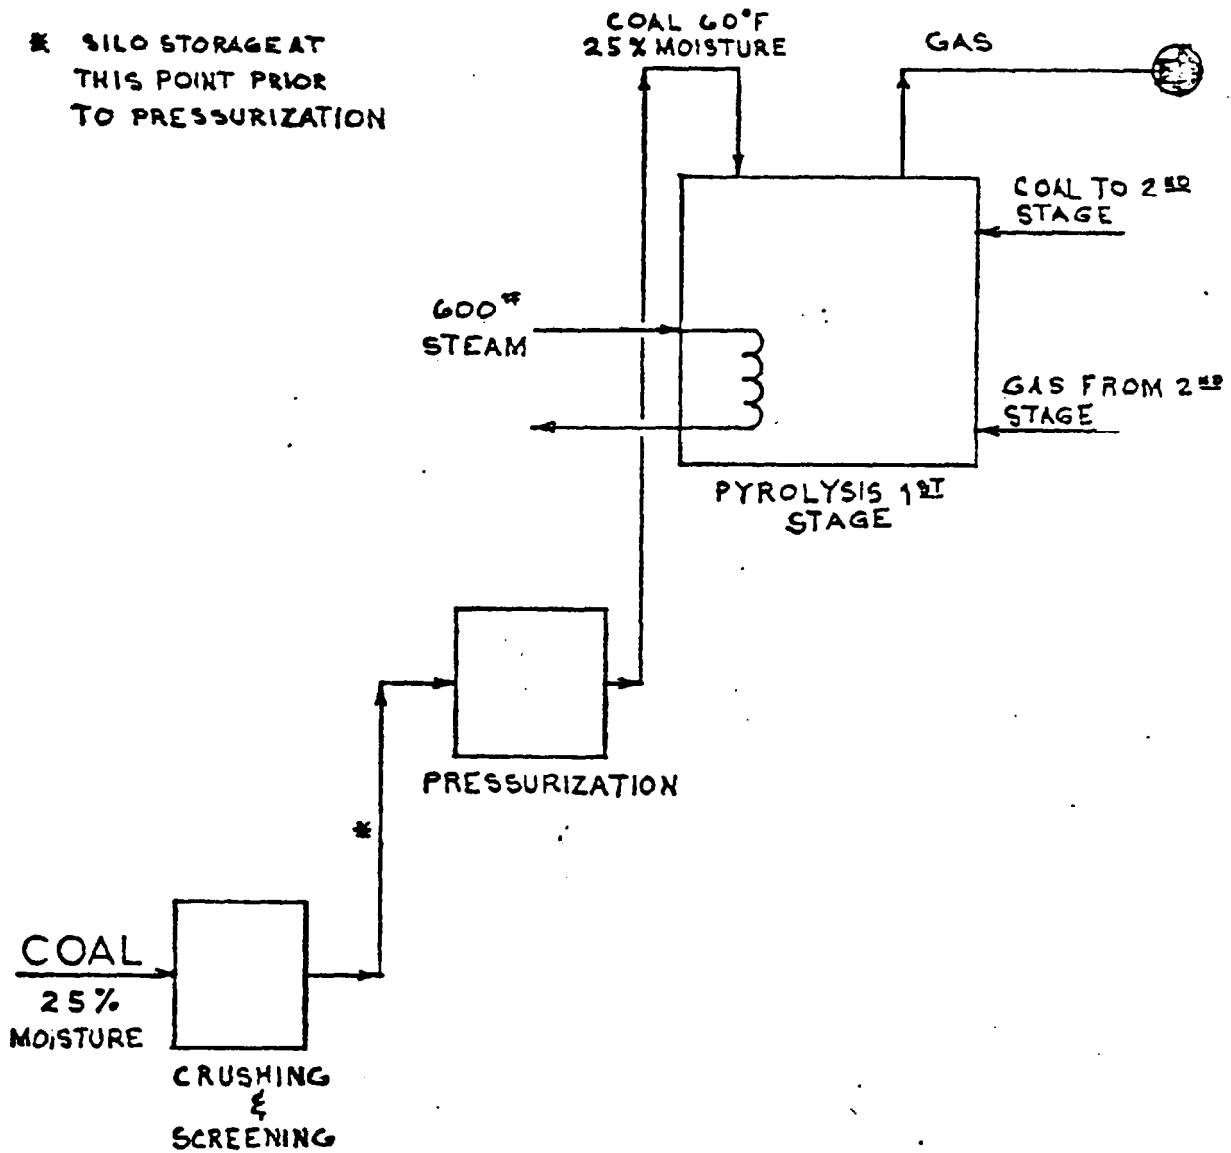 * SILO STORAGE AT
THIS POINT PRIOR
TO PRESSURIZATION
COAL 60°F
25% MOISTURE
GAS
COAL TO 2ND
STAGE
600#
STEAM
GAS FROM 2ND
STAGE
PYROLYSIS 1ST
STAGE
PRESSURIZATION
*
COAL
25%
MOISTURE
CRUSHING
&
SCREENING